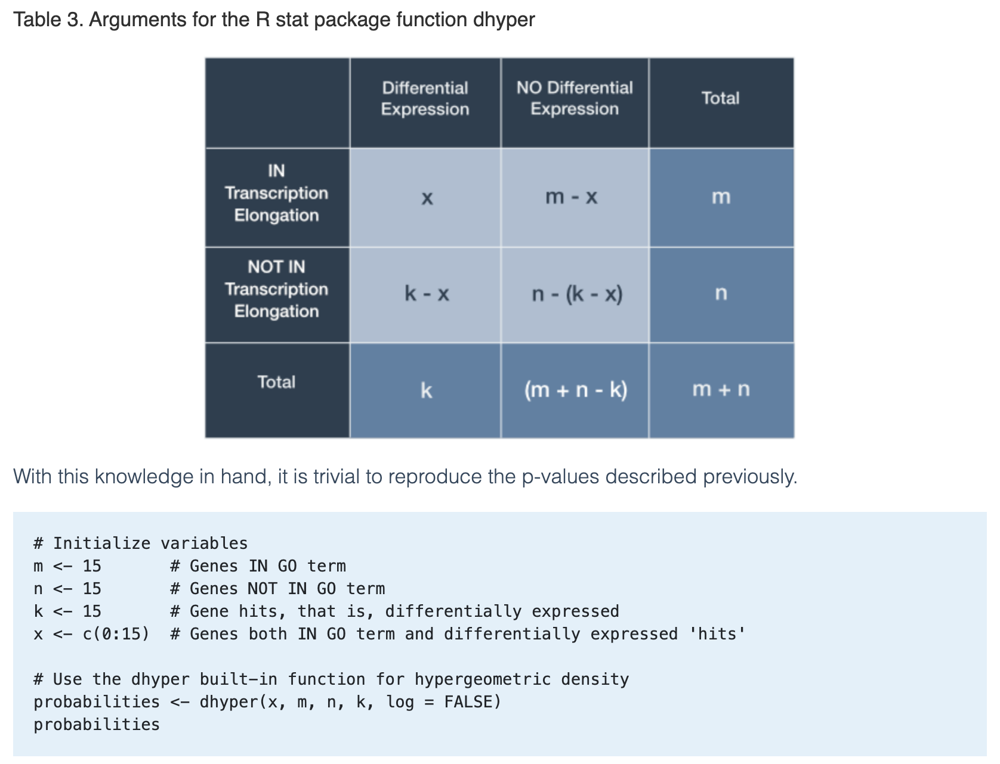 Table 3. Arguments for the R stat package function dhyper
Differential
Expression
NO Differential
Expression
Total
IN
Transcription
Elongation
x
m - x
m
NOT IN
Transcription
Elongation
k - x
n - (k - x)
n
Total
k
(m + n - k)
m + n
With this knowledge in hand, it is trivial to reproduce the p-values described previously.
# Initialize variables
m <- 15       # Genes IN GO term
n <- 15       # Genes NOT IN GO term
k <- 15       # Gene hits, that is, differentially expressed
x <- c(0:15)  # Genes both IN GO term and differentially expressed 'hits'
# Use the dhyper built-in function for hypergeometric density
probabilities <- dhyper(x, m, n, k, log = FALSE)
probabilities